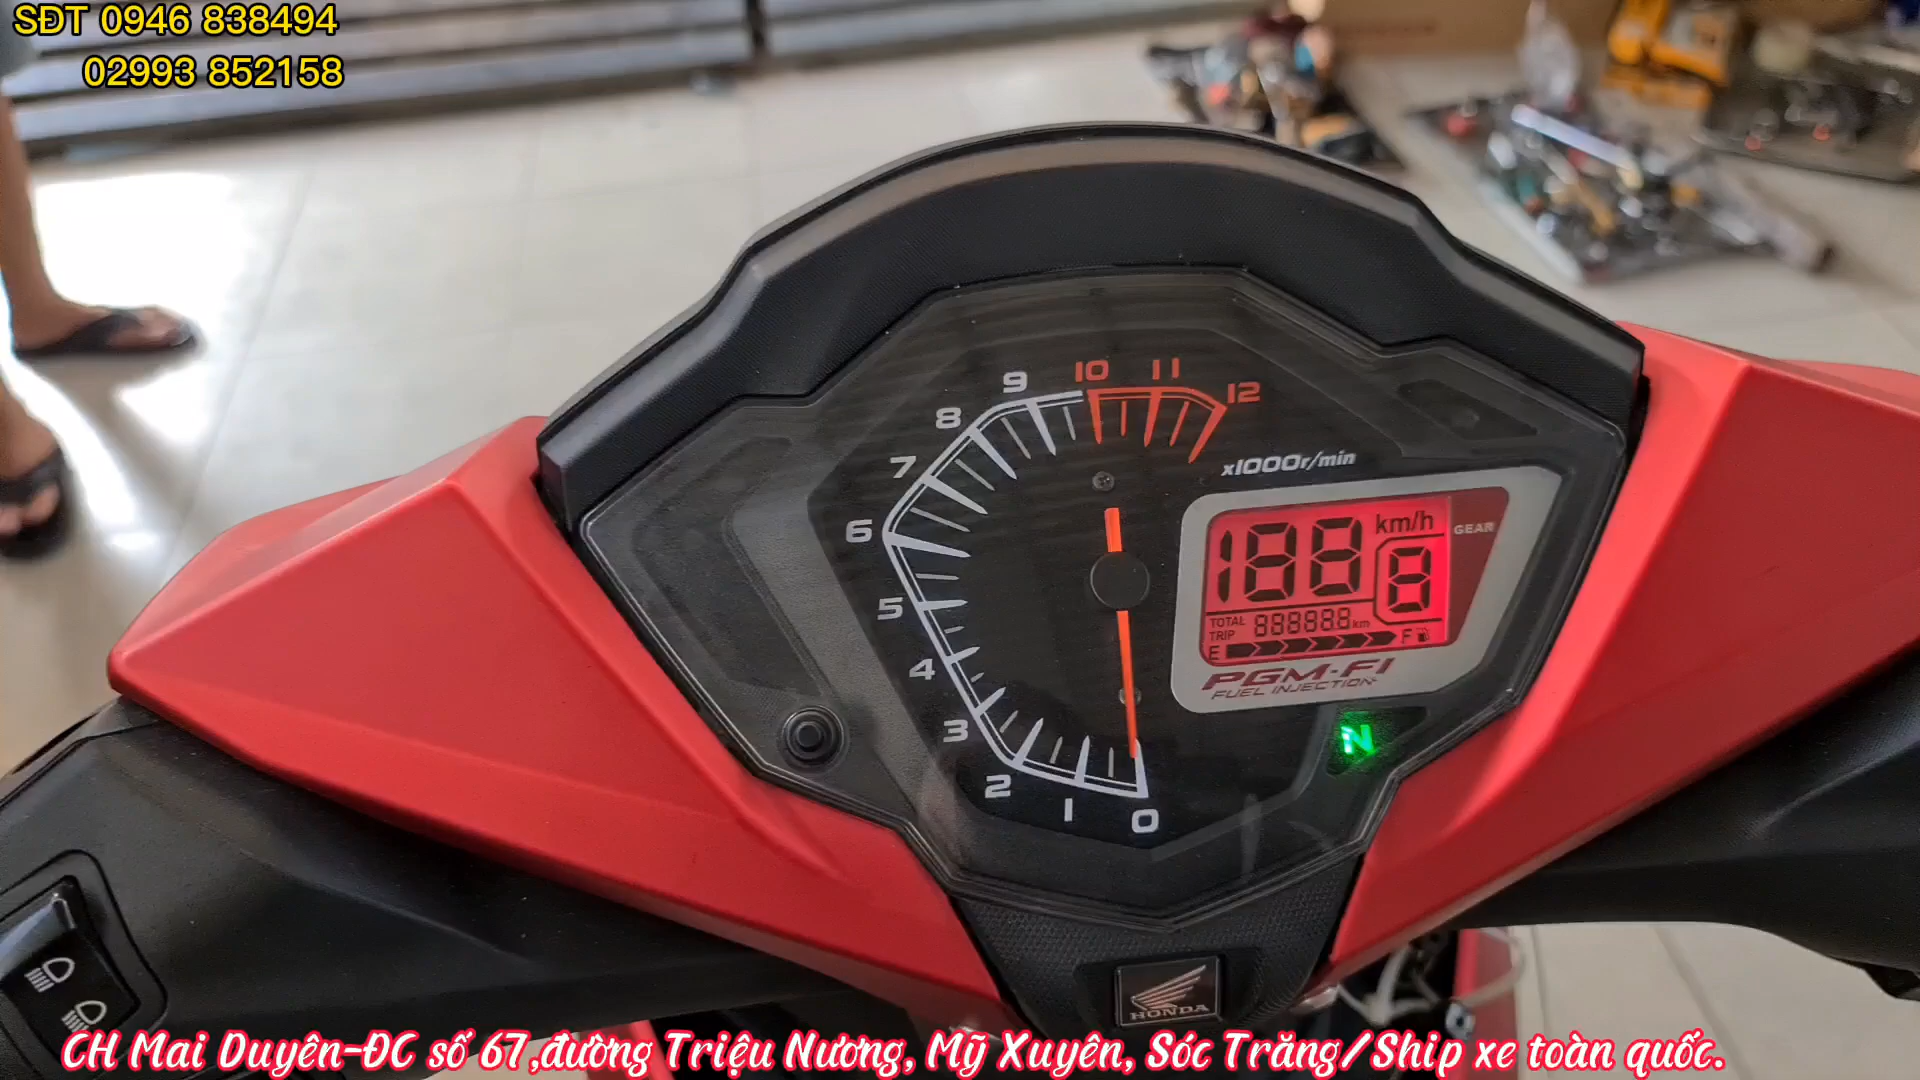 SĐT 0946 838494
02993 852158
10 11
9 12
8
7
x1000r/min
6
188 km/h GEAR
8
5
TOTAL
TRIP 888888 km
E F
4
PGM-FI
FUEL INJECTION
3
N
2
1 0
HONDA
CH Mai Duyên-ĐC số 67,đường Triệu Nương, Mỹ Xuyên, Sóc Trăng/Ship xe toàn quốc.